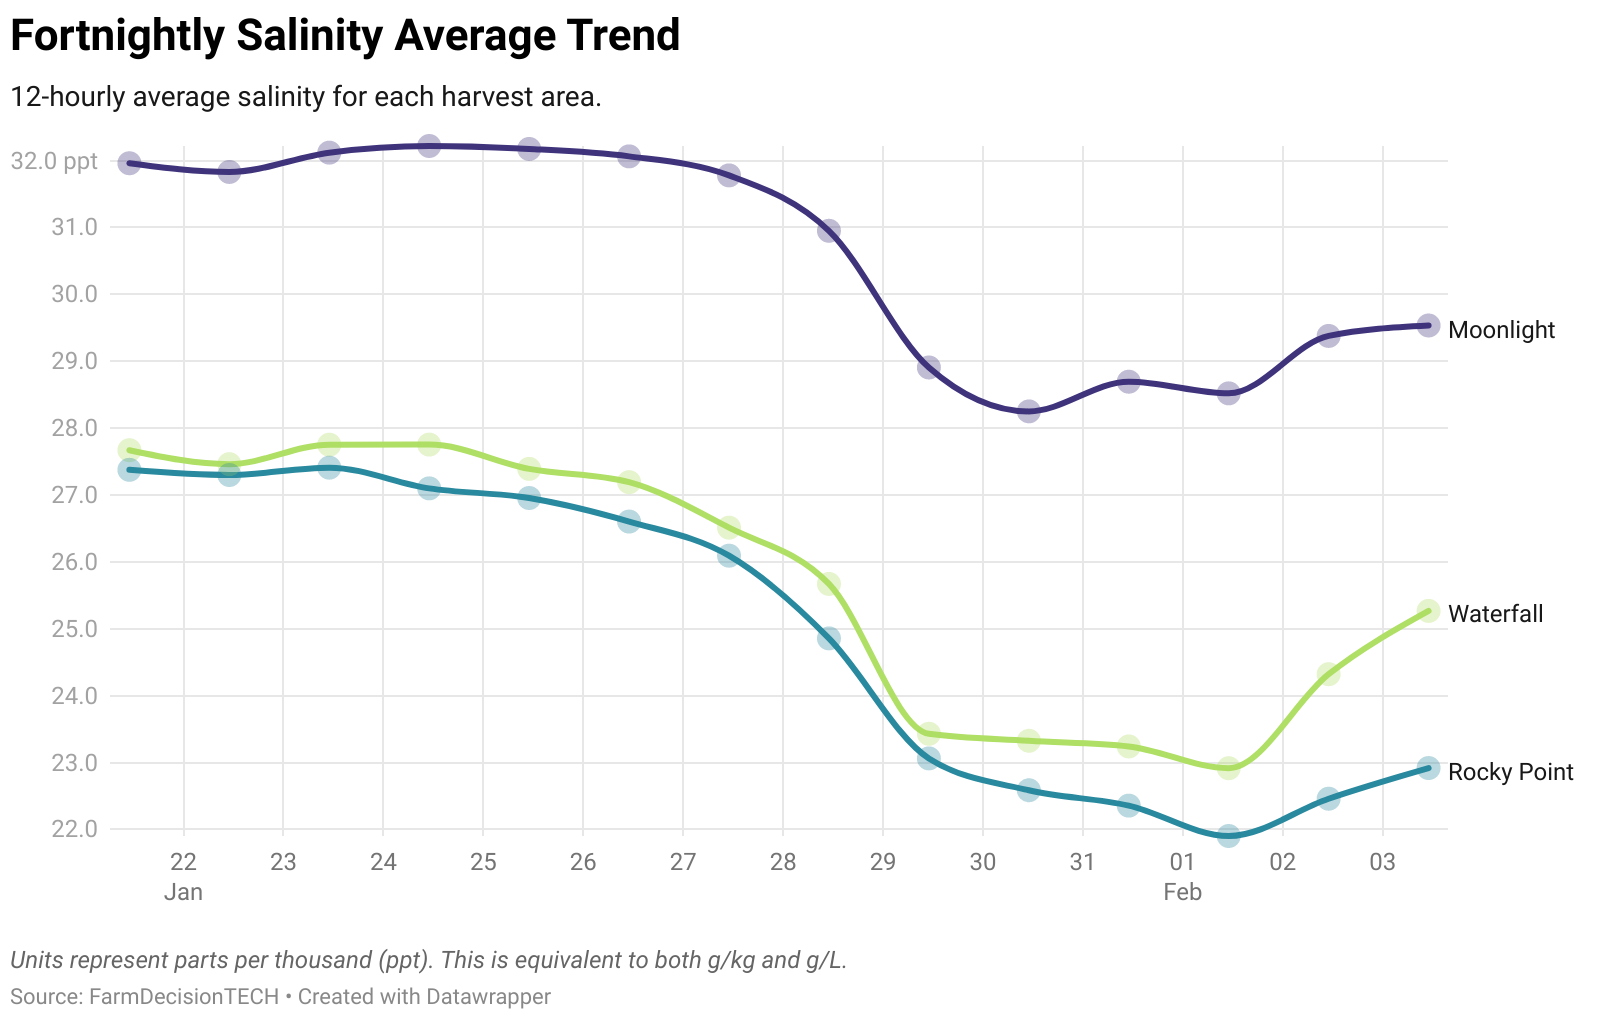 Fortnightly Salinity Average Trend
12-hourly average salinity for each harvest area.
32.0 ppt
31.0
30.0
29.0
28.0
27.0
26.0
25.0
24.0
23.0
22.0
Moonlight
Waterfall
Rocky Point
22 23 24 25 26 27 28 29 30 31 01 02 03
Jan Feb
Units represent parts per thousand (ppt). This is equivalent to both g/kg and g/L.
Source: FarmDecisionTECH • Created with Datawrapper